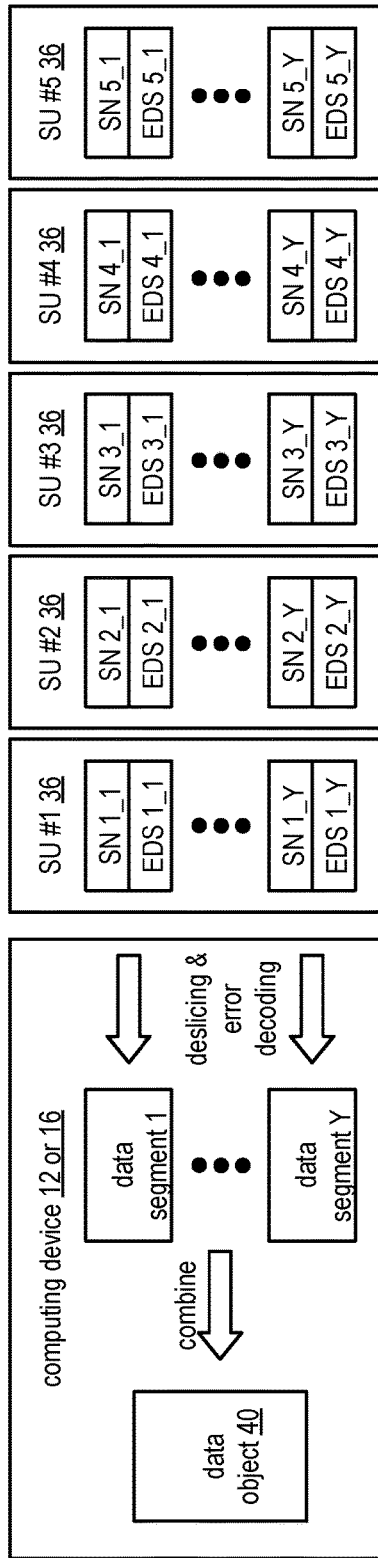 computing device 12 or 16
data
object 40
combine
data
segment 1
data
segment Y
deslicing &
error
decoding
SU #1 36
SN 1_1
EDS 1_1
SN 1_Y
EDS 1_Y
SU #2 36
SN 2_1
EDS 2_1
SN 2_Y
EDS 2_Y
SU #3 36
SN 3_1
EDS 3_1
SN 3_Y
EDS 3_Y
SU #4 36
SN 4_1
EDS 4_1
SN 4_Y
EDS 4_Y
SU #5 36
SN 5_1
EDS 5_1
SN 5_Y
EDS 5_Y